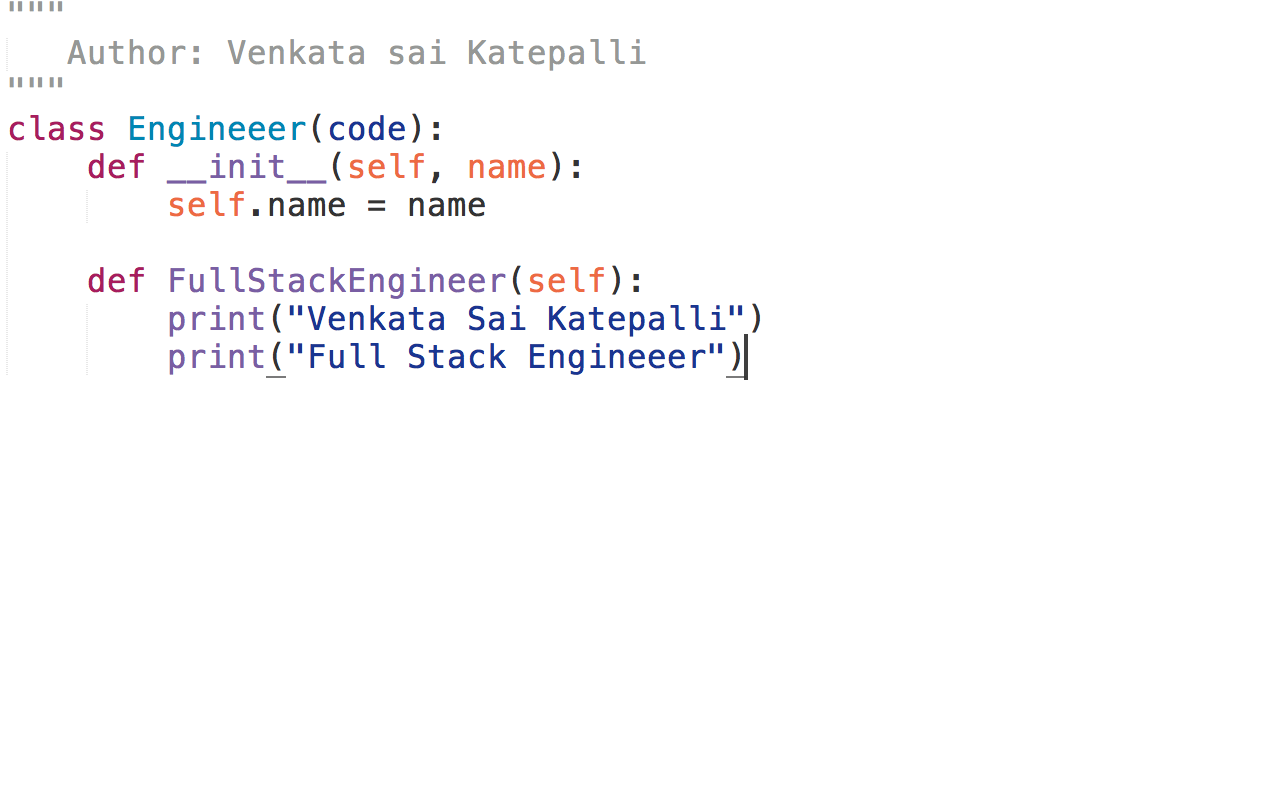 """
   Author: Venkata sai Katepalli
"""
class Engineeer(code):
    def __init__(self, name):
        self.name = name

    def FullStackEngineer(self):
        print("Venkata Sai Katepalli")
        print("Full Stack Engineeer")